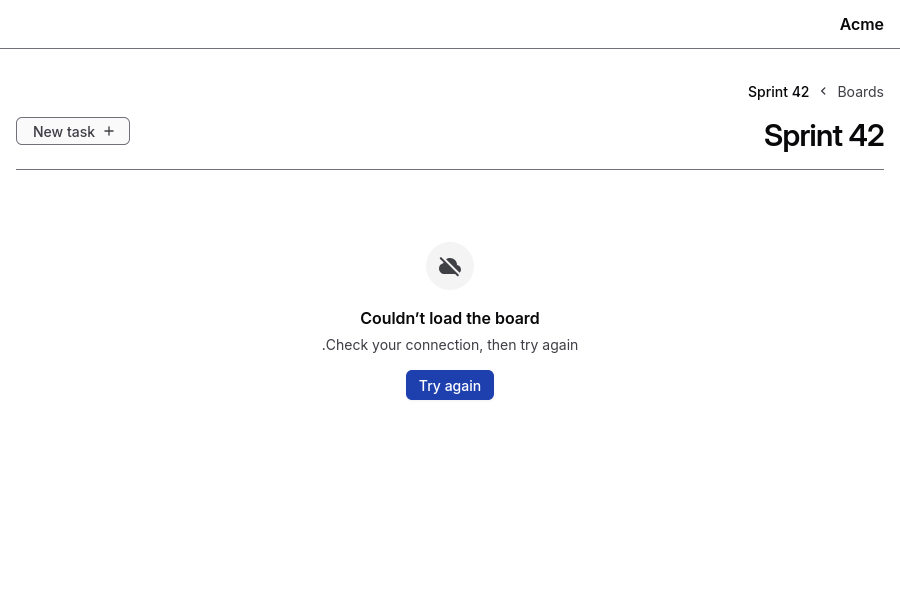 Acme
Boards
Sprint 42
Sprint 42
New task
Couldn’t load the board
.Check your connection, then try again
Try again